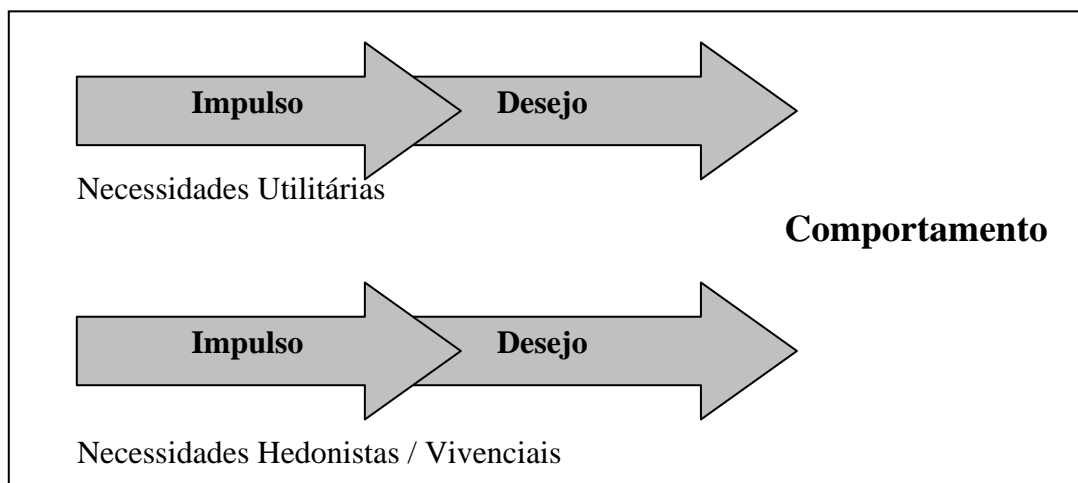 Impulso Desejo
Necessidades Utilitárias
Comportamento
Impulso Desejo
Necessidades Hedonistas / Vivenciais